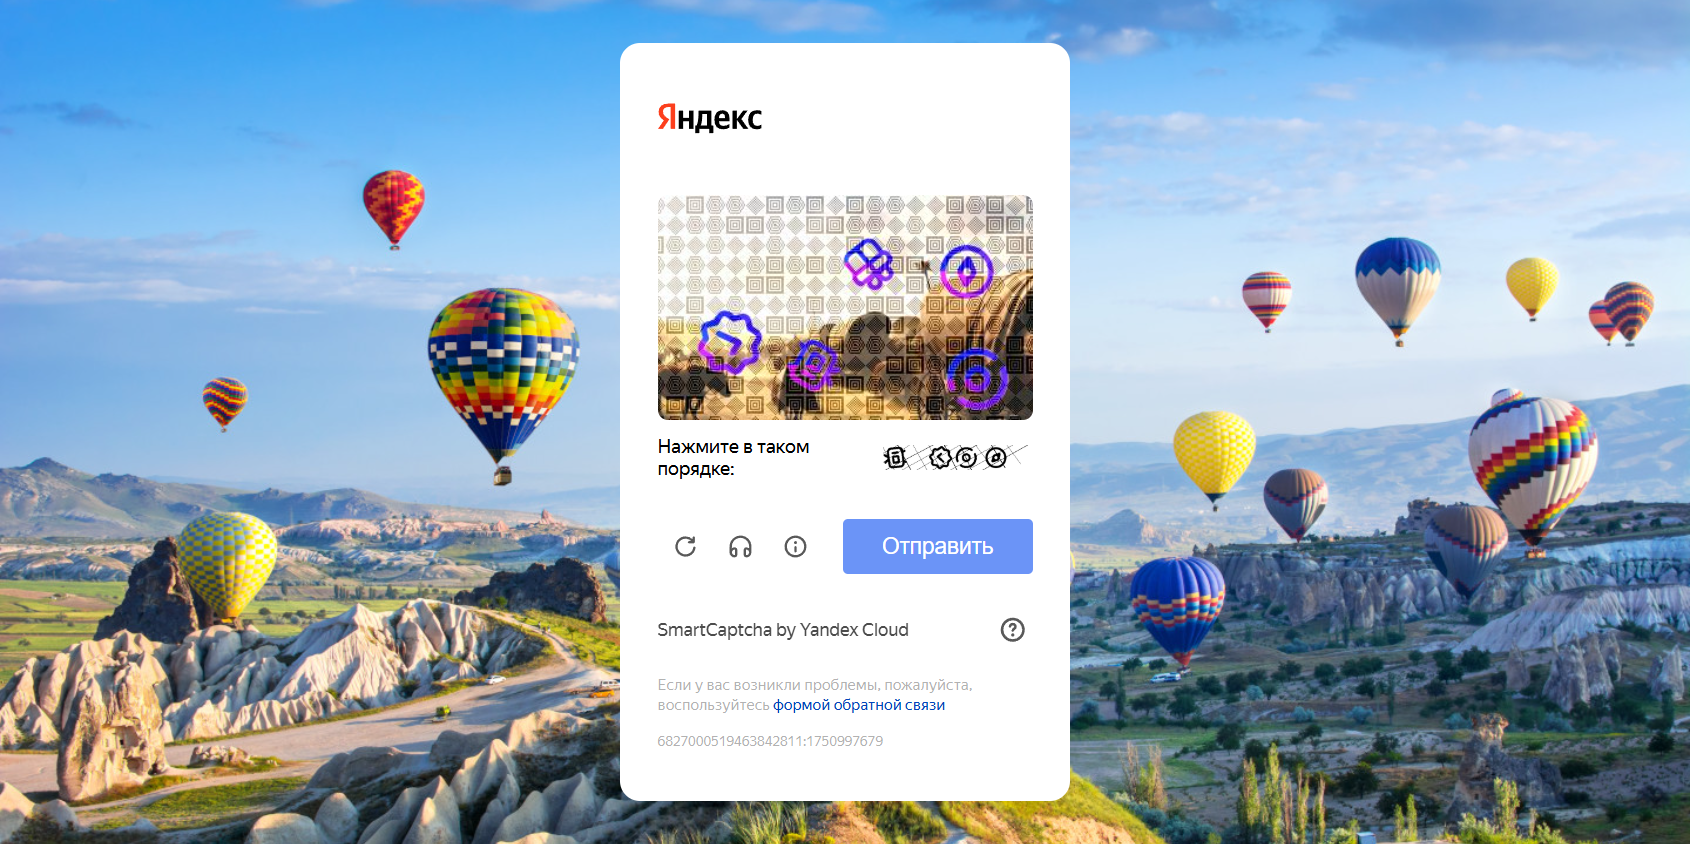 Яндекс
Нажмите в таком
порядке:
Отправить
SmartCaptcha by Yandex Cloud
Если у вас возникли проблемы, пожалуйста,
воспользуйтесь формой обратной связи
6827000519463842811:1750997679